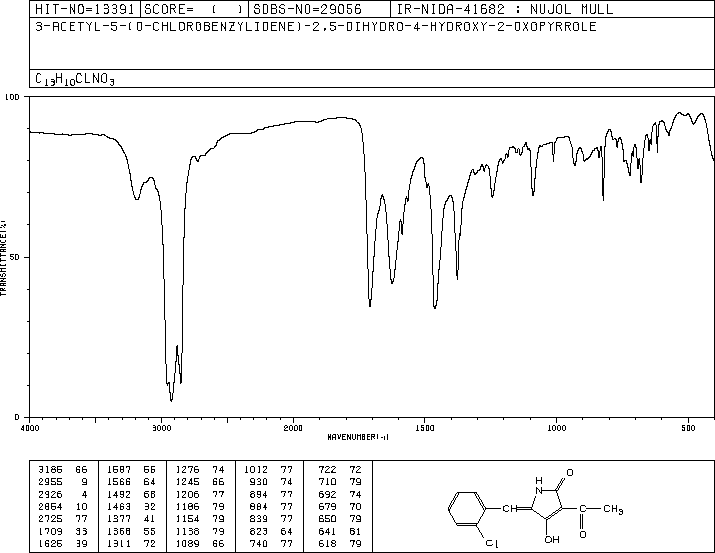 HIT-NO=13391 SCORE= ( ) SDBS-NO=29056 IR-NIDA-41682 : NUJOL MULL
3-ACETYL-5-(O-CHLOROBENZYLIDENE)-2,5-DIHYDRO-4-HYDROXY-2-OXOPYRROLE
C13H10CLNO3
100
50
0
TRANSMITTANCE(%)
4000 3000 2000 1500 1000 500
WAVENUMBER(-1)
3185 66 1587 55 1276 74 1012 77 722 72
2955 9 1566 64 1245 66 930 74 710 79
2926 4 1492 68 1206 77 894 77 692 74
2854 10 1463 32 1186 79 884 77 679 70
2725 77 1377 41 1154 79 839 77 650 79
1709 33 1368 55 1138 79 823 64 641 81
1625 39 1311 72 1089 66 740 77 618 79
O
NH
CH
C
CH3
OH
O
Cl